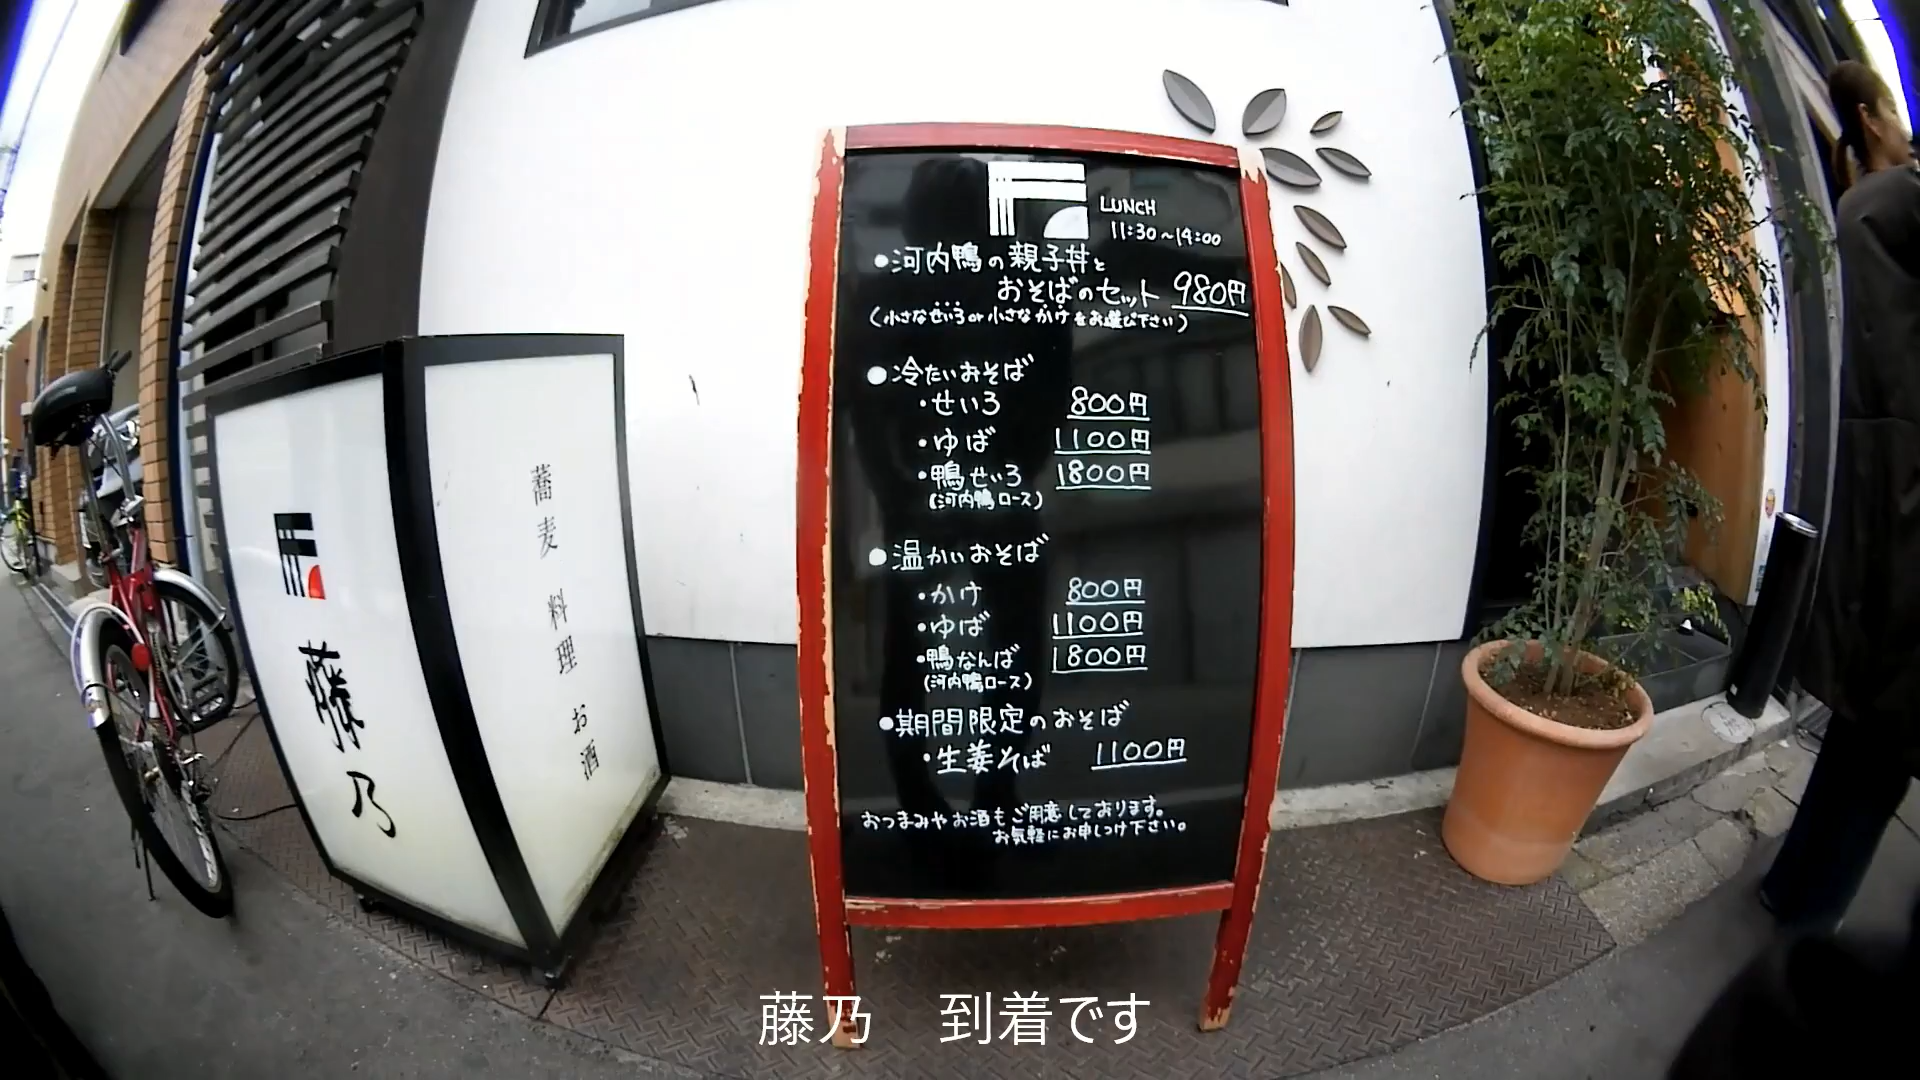 LUNCH
11:30~14:00
●河内鴨の親子丼と
おそばのセット 980円
(小さなせいろor小さなかけをお選び下さい)
●冷たいおそば
・せいろ 800円
・ゆば 1100円
・鴨せいろ 1800円
(河内鴨ロース)
●温かいおそば
・かけ 800円
・ゆば 1100円
・鴨なんば 1800円
(河内鴨ロース)
●期間限定のおそば
・生姜そば 1100円
おつまみやお酒もご用意しております。
お気軽にお申しつけ下さい。
藤乃
蕎麦 料理 お酒
藤乃 到着です